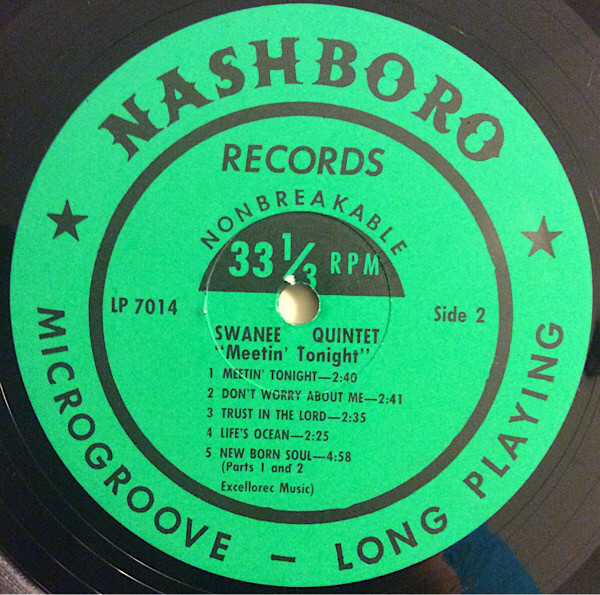 NASHBORO
RECORDS
NONBREAKABLE
33 1/3 RPM
LP 7014
Side 2
SWANEE QUINTET
"Meetin' Tonight"
1 MEETIN' TONIGHT—2:40
2 DON'T WORRY ABOUT ME—2:41
3 TRUST IN THE LORD—2:35
4 LIFE'S OCEAN—2:25
5 NEW BORN SOUL—4:58
(Parts 1 and 2
Excellorec Music)
MICROGROOVE — LONG PLAYING